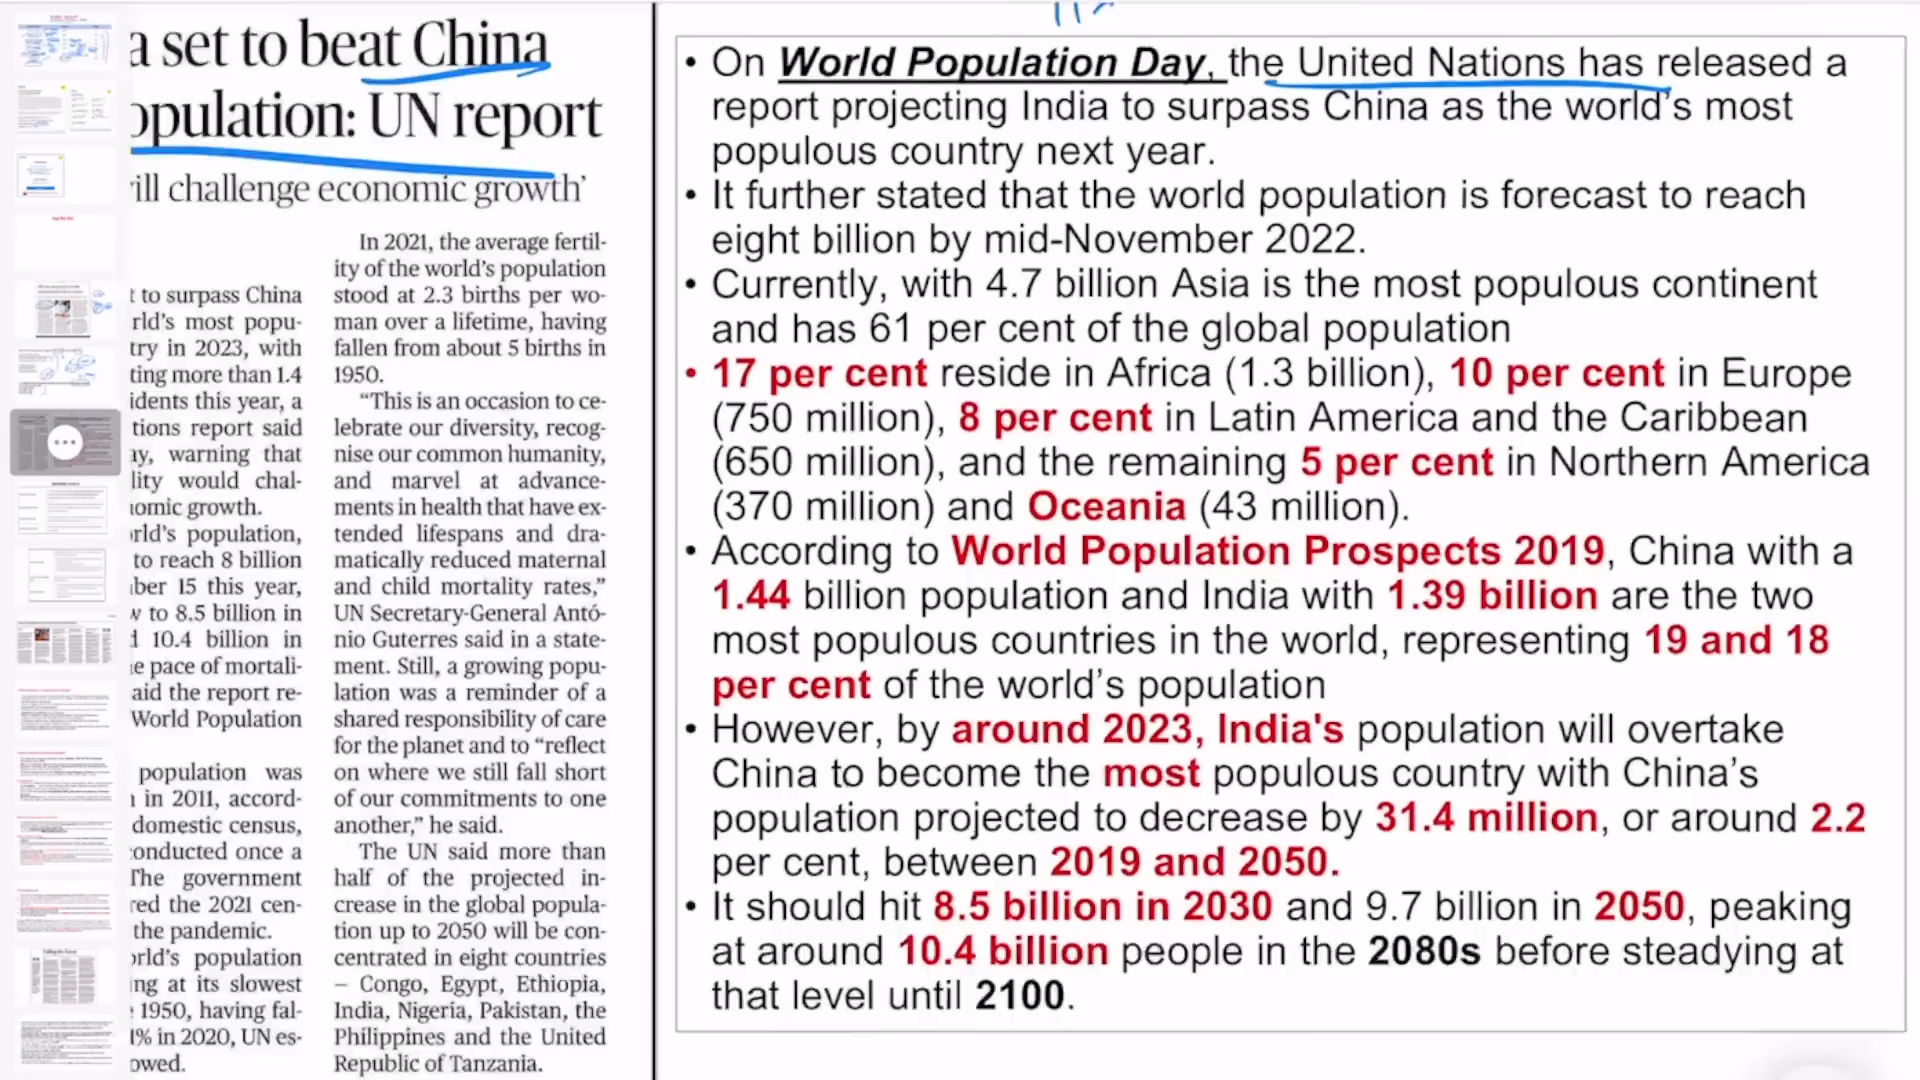 a set to beat China
opulation: UN report
will challenge economic growth'
t to surpass China
rld's most popu-
try in 2023, with
ting more than 1.4
idents this year, a
tions report said
ay, warning that
lity would chal-
nomic growth.
orld's population,
to reach 8 billion
ber 15 this year,
w to 8.5 billion in
d 10.4 billion in
e pace of mortali-
aid the report re-
World Population
population was
n in 2011, accord-
domestic census,
conducted once a
The government
red the 2021 cen-
the pandemic.
orld's population
ng at its slowest
1950, having fal-
1% in 2020, UN es-
owed.
In 2021, the average fertil-
ity of the world's population
stood at 2.3 births per wo-
man over a lifetime, having
fallen from about 5 births in
1950.
“This is an occasion to ce-
lebrate our diversity, recog-
nise our common humanity,
and marvel at advance-
ments in health that have ex-
tended lifespans and dra-
matically reduced maternal
and child mortality rates,”
UN Secretary-General Antó-
nio Guterres said in a state-
ment. Still, a growing popu-
lation was a reminder of a
shared responsibility of care
for the planet and to “reflect
on where we still fall short
of our commitments to one
another,” he said.
The UN said more than
half of the projected in-
crease in the global popula-
tion up to 2050 will be con-
centrated in eight countries
– Congo, Egypt, Ethiopia,
India, Nigeria, Pakistan, the
Philippines and the United
Republic of Tanzania.
• On World Population Day, the United Nations has released a
report projecting India to surpass China as the world's most
populous country next year.
• It further stated that the world population is forecast to reach
eight billion by mid-November 2022.
• Currently, with 4.7 billion Asia is the most populous continent
and has 61 per cent of the global population
• 17 per cent reside in Africa (1.3 billion), 10 per cent in Europe
(750 million), 8 per cent in Latin America and the Caribbean
(650 million), and the remaining 5 per cent in Northern America
(370 million) and Oceania (43 million).
• According to World Population Prospects 2019, China with a
1.44 billion population and India with 1.39 billion are the two
most populous countries in the world, representing 19 and 18
per cent of the world's population
• However, by around 2023, India's population will overtake
China to become the most populous country with China's
population projected to decrease by 31.4 million, or around 2.2
per cent, between 2019 and 2050.
• It should hit 8.5 billion in 2030 and 9.7 billion in 2050, peaking
at around 10.4 billion people in the 2080s before steadying at
that level until 2100.